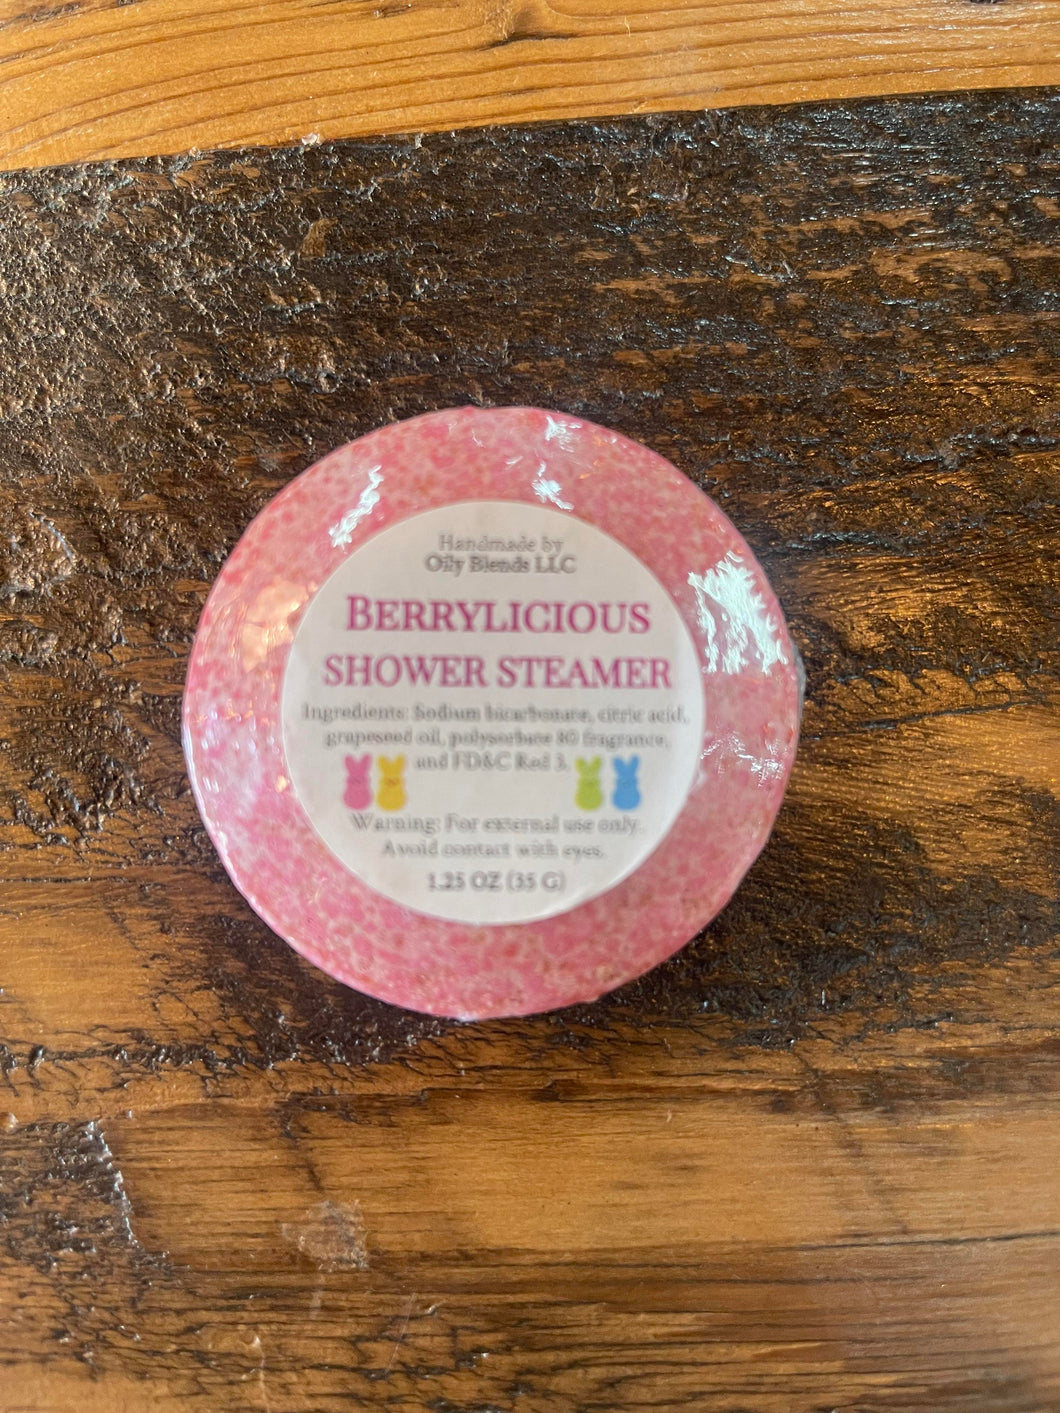 Handmade by
Oily Blends LLC
BERRYLICIOUS
SHOWER STEAMER
Ingredients: Sodium bicarbonate, citric acid,
grapeseed oil, polysorbate 80 fragrance,
and FD&C Red 3.
Warning: For external use only.
Avoid contact with eyes.
1.25 OZ (35 G)